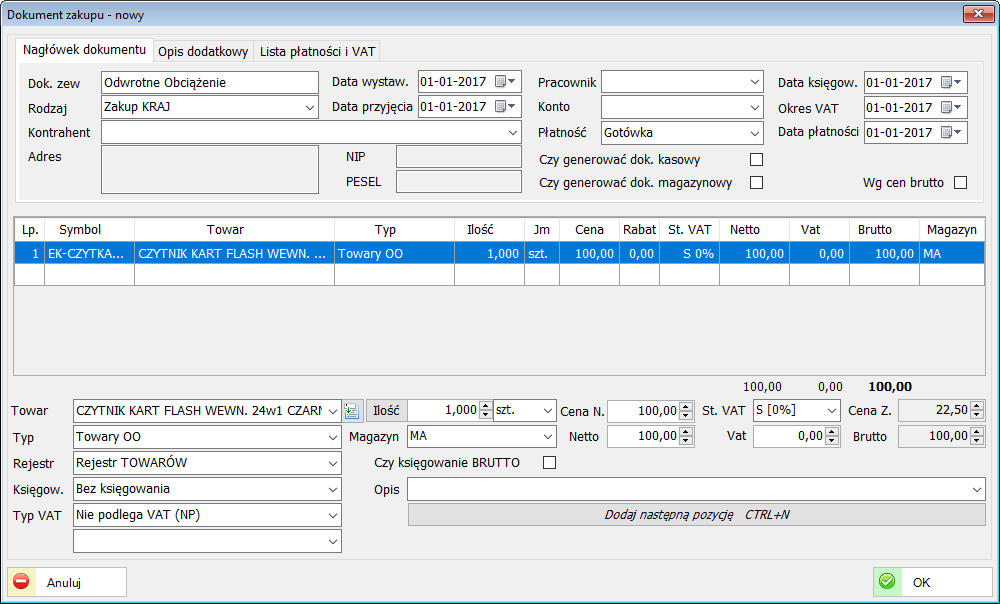 Dokument zakupu - nowy
Nagłówek dokumentu Opis dodatkowy Lista płatności i VAT
Dok. zew Odwrotne Obciążenie Data wystaw. 01-01-2017 Pracownik Data księgow. 01-01-2017
Rodzaj Zakup KRAJ Data przyjęcia 01-01-2017 Konto Okres VAT 01-01-2017
Kontrahent Płatność Gotówka Data płatności 01-01-2017
Adres NIP Czy generować dok. kasowy
PESEL Czy generować dok. magazynowy Wg cen brutto
Lp. Symbol Towar Typ Ilość Jm Cena Rabat St. VAT Netto Vat Brutto Magazyn
1 EK-CZYTKA... CZYTNIK KART FLASH WEWN. ... Towary OO 1,000 szt. 100,00 0,00 S 0% 100,00 0,00 100,00 MA
100,00 0,00 100,00
Towar CZYTNIK KART FLASH WEWN. 24w1 CZARN Ilość 1,000 szt. Cena N. 100,00 St. VAT S [0%] Cena Z. 22,50
Typ Towary OO Magazyn MA Netto 100,00 Vat 0,00 Brutto 100,00
Rejestr Rejestr TOWARÓW Czy księgowanie BRUTTO
Księgow. Bez księgowania Opis
Typ VAT Nie podlega VAT (NP) Dodaj następną pozycję CTRL+N
Anuluj OK